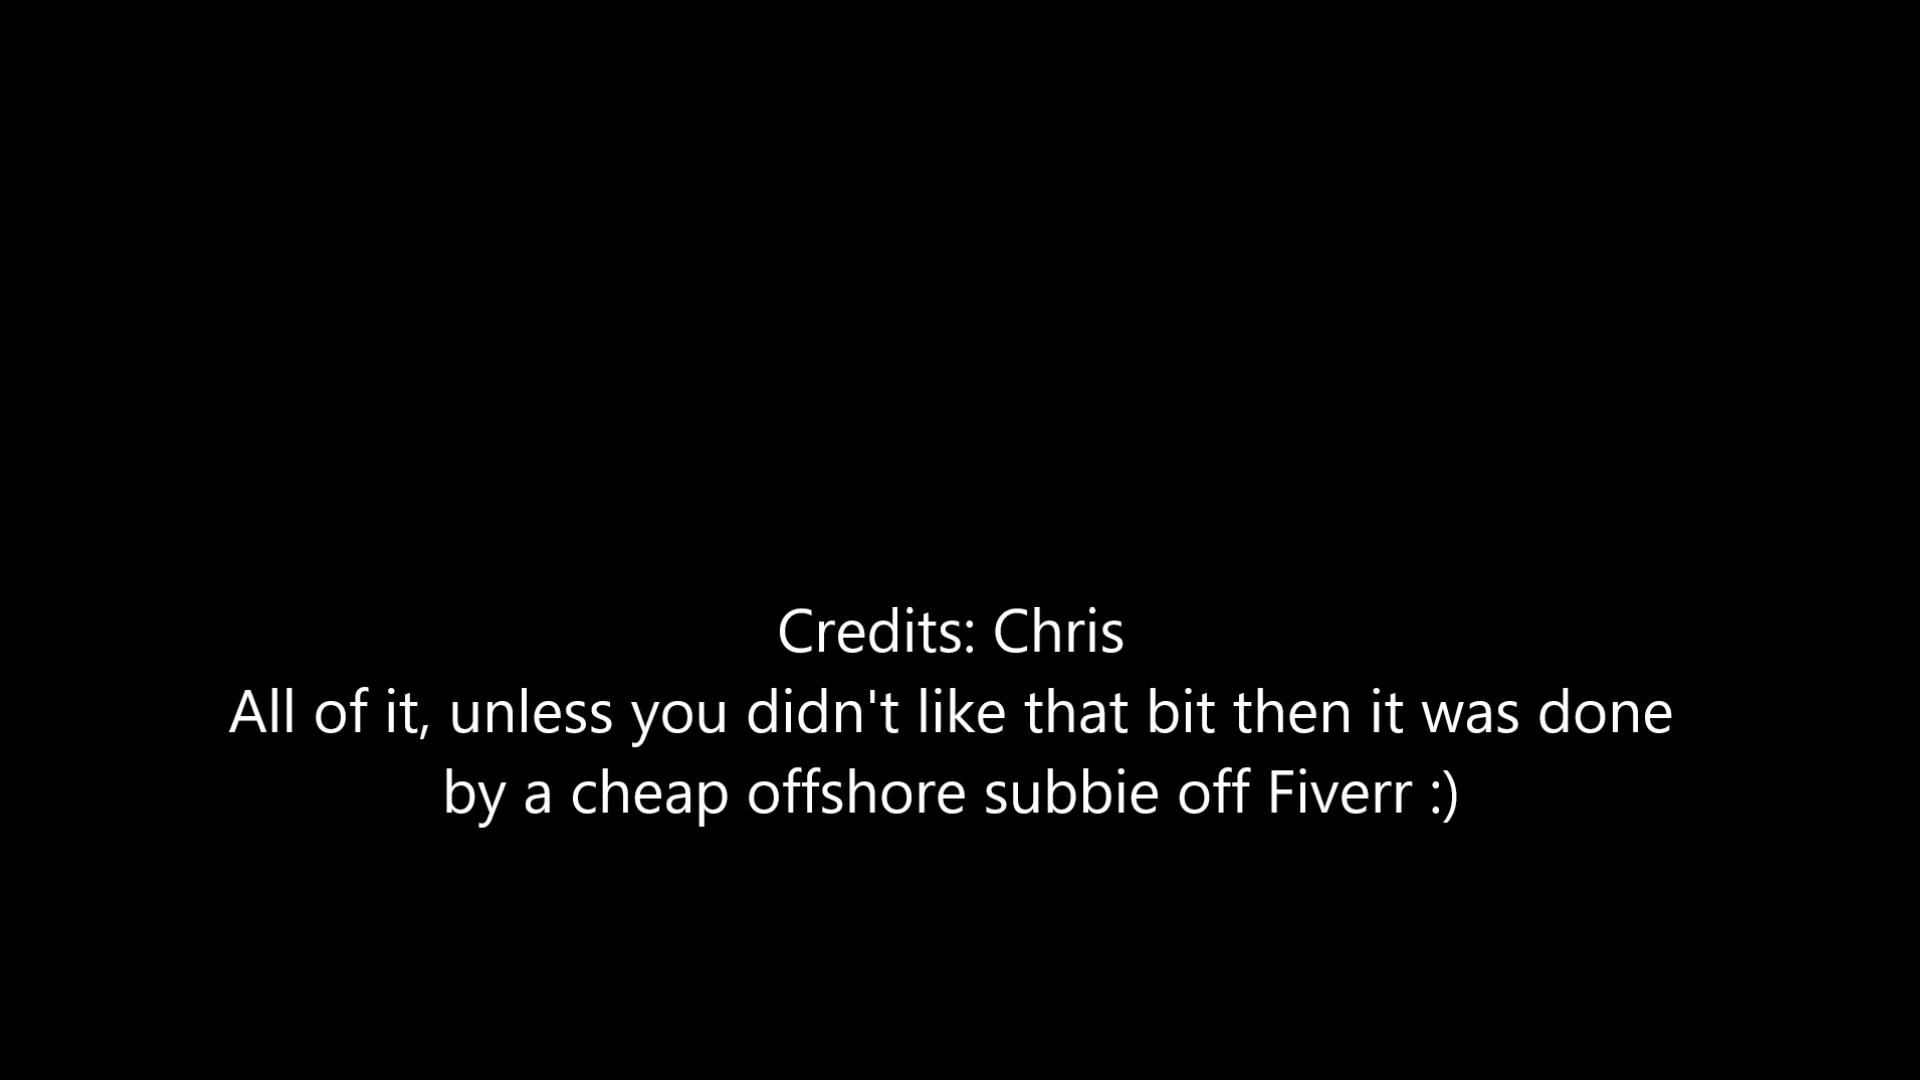 Credits: Chris
All of it, unless you didn't like that bit then it was done
by a cheap offshore subbie off Fiverr :)